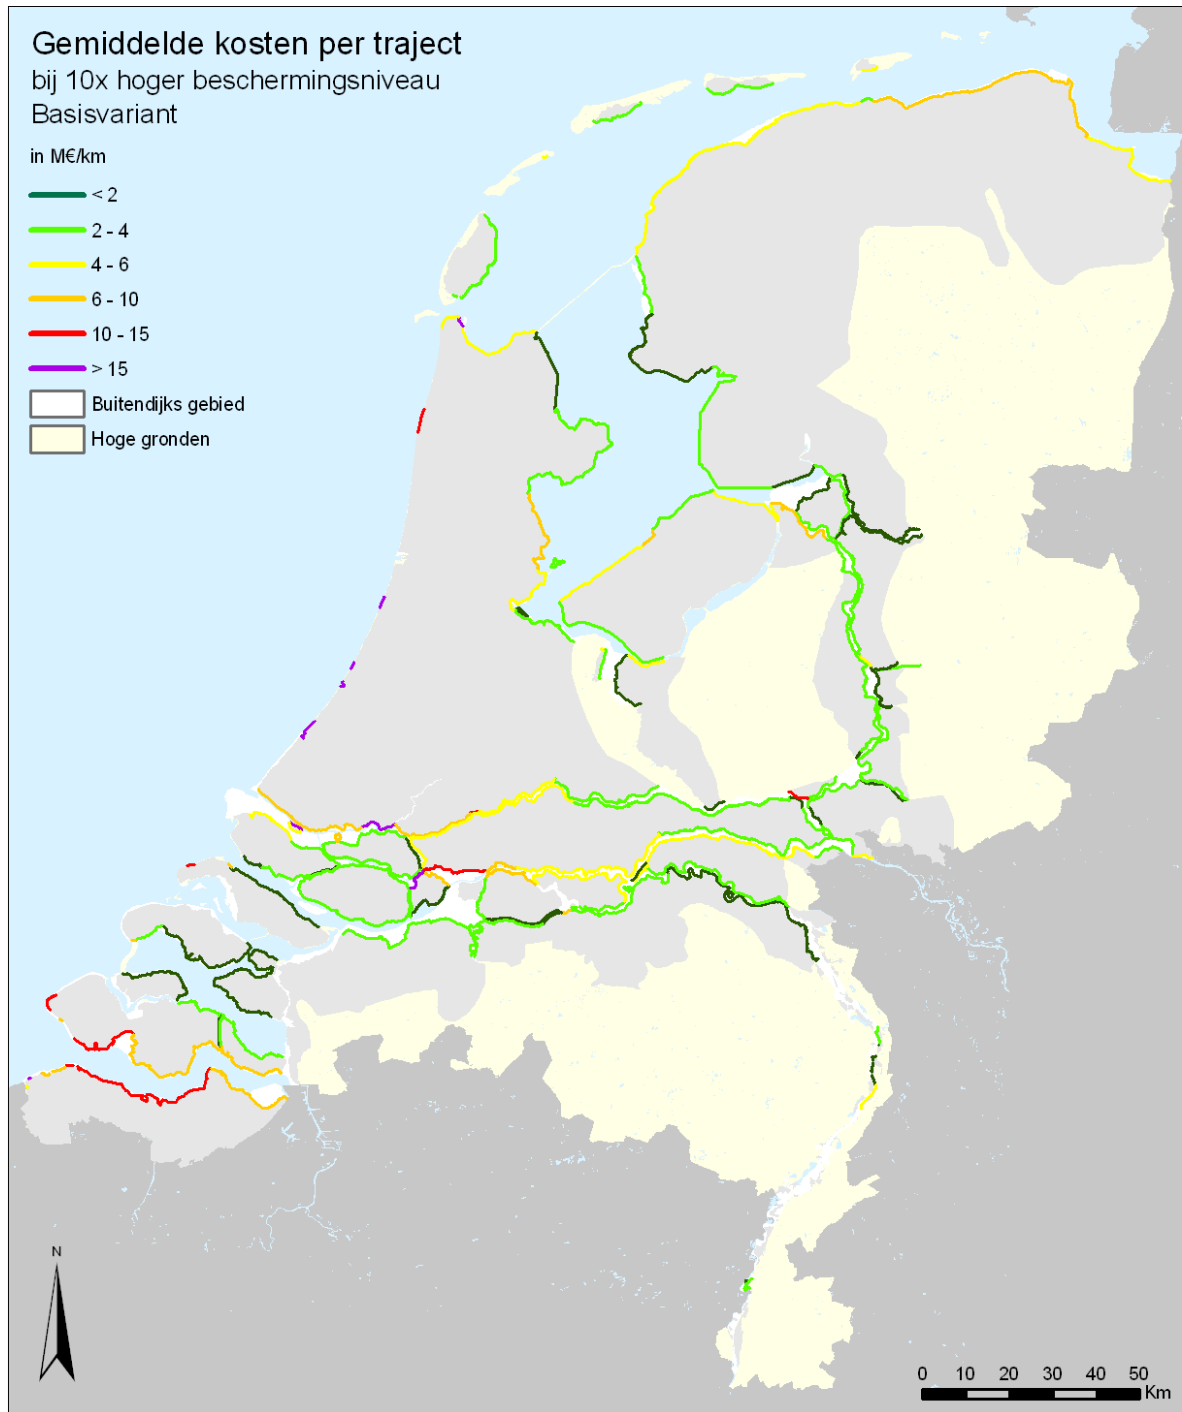 Gemiddelde kosten per traject
bij 10x hoger beschermingsniveau
Basisvariant
in M€/km
< 2
2 - 4
4 - 6
6 - 10
10 - 15
> 15
Buitendijks gebied
Hoge gronden
N
0 10 20 30 40 50
Km